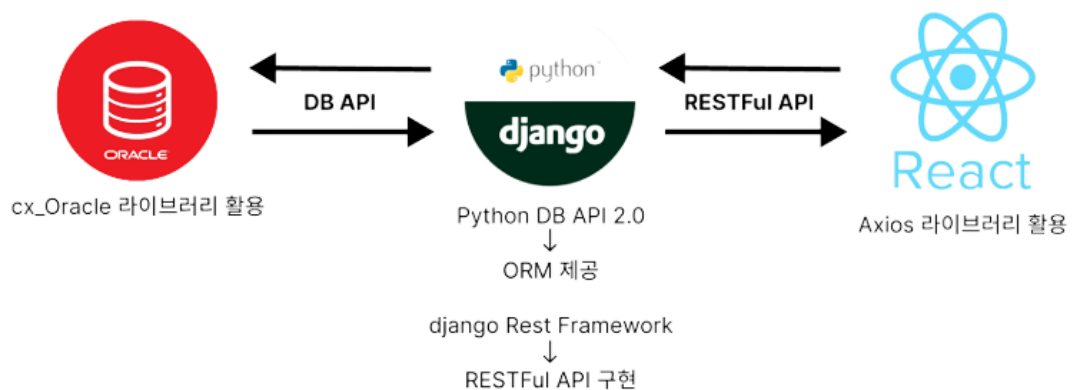 python
DB API
RESTFul API
django
ORACLE
React
cx_Oracle 라이브러리 활용
Python DB API 2.0
Axios 라이브러리 활용
↓
ORM 제공
django Rest Framework
↓
RESTFul API 구현